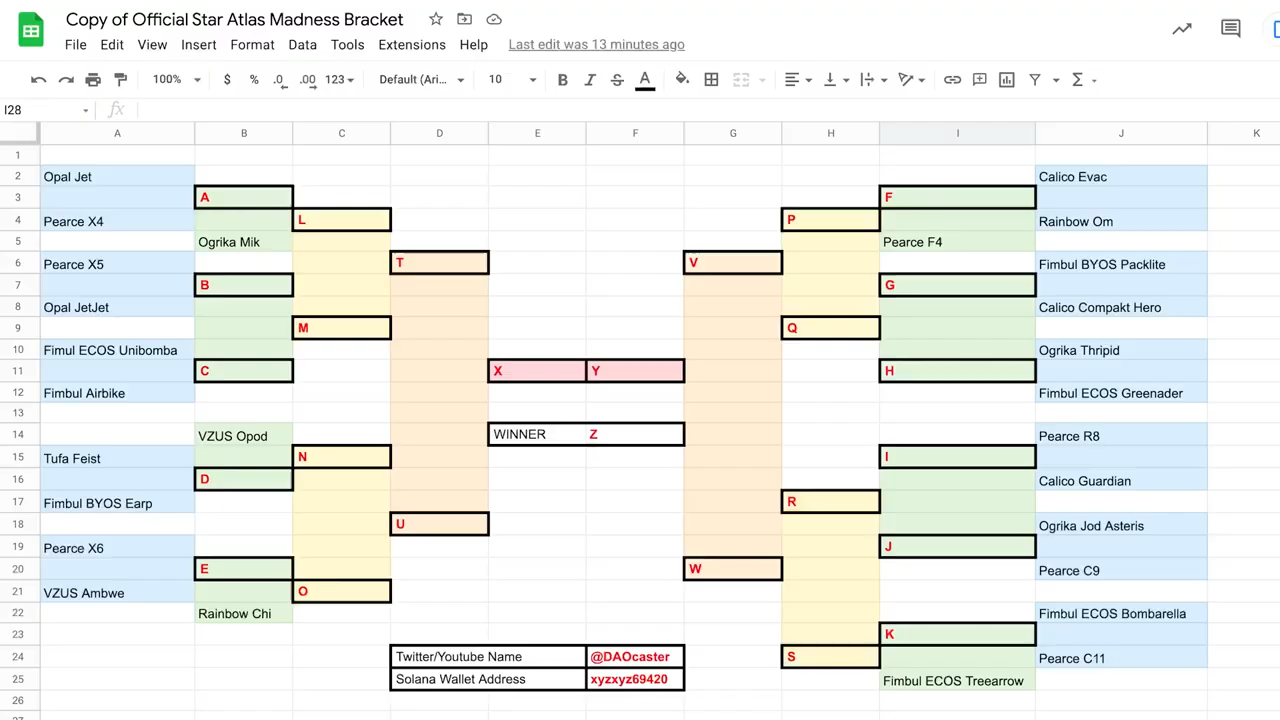 Copy of Official Star Atlas Madness Bracket
File Edit View Insert Format Data Tools Extensions Help Last edit was 13 minutes ago
100% $ % .0 .00 123 Default (Ari... 10 B I S A
I28 fx
A B C D E F G H I J K
1
2 Opal Jet Calico Evac
3 A F
4 Pearce X4 L P Rainbow Om
5 Ogrika Mik Pearce F4
6 Pearce X5 T V Fimbul BYOS Packlite
7 B G
8 Opal JetJet Calico Compakt Hero
9 M Q
10 Fimul ECOS Unibomba Ogrika Thripid
11 C X Y H
12 Fimbul Airbike Fimbul ECOS Greenader
13
14 VZUS Opod WINNER Z Pearce R8
15 Tufa Feist N I
16 D Calico Guardian
17 Fimbul BYOS Earp R
18 U Ogrika Jod Asteris
19 Pearce X6 J
20 E W Pearce C9
21 VZUS Ambwe O
22 Rainbow Chi Fimbul ECOS Bombarella
23 K
24 Twitter/Youtube Name @DAOcaster S Pearce C11
25 Solana Wallet Address xyzxyz69420 Fimbul ECOS Treearrow
26